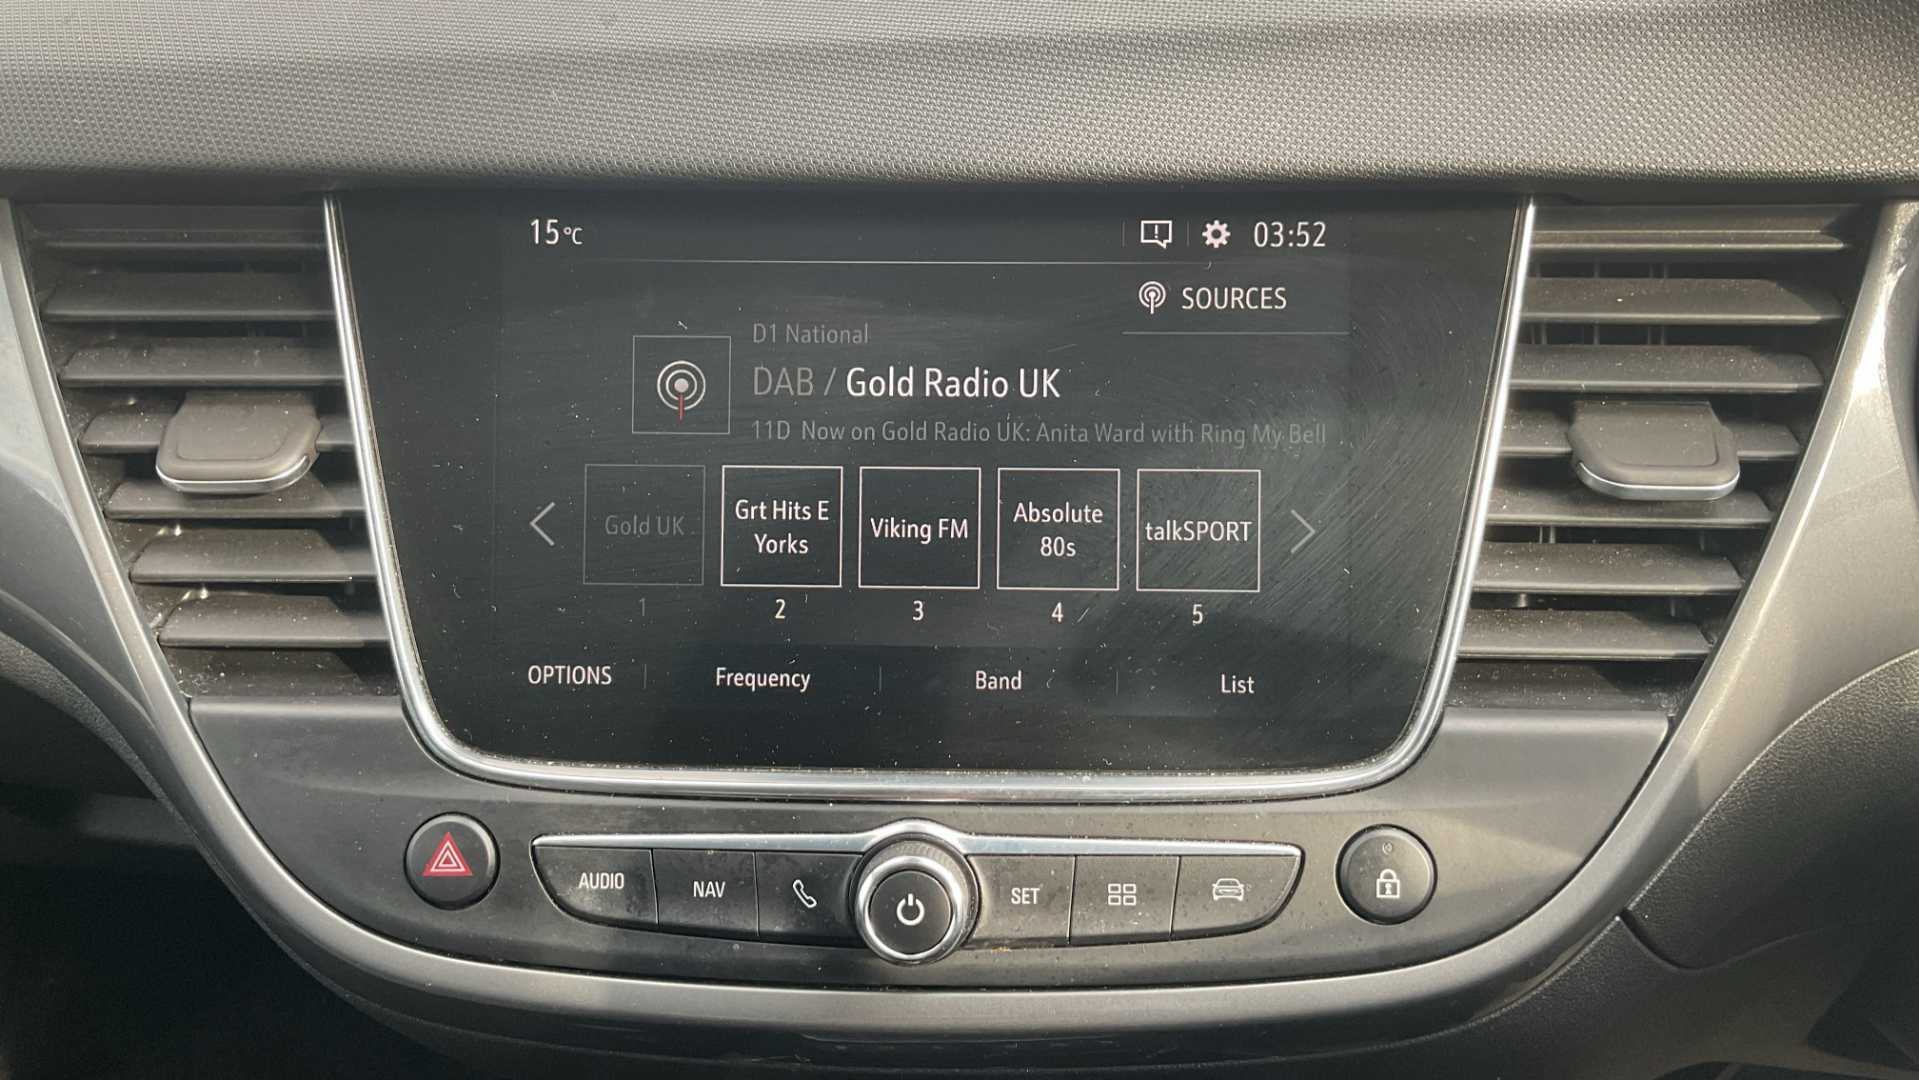 15°C
03:52
SOURCES
D1 National
DAB / Gold Radio UK
11D Now on Gold Radio UK: Anita Ward with Ring My Bell
Gold UK
Grt Hits E
Yorks
Viking FM
Absolute
80s
talkSPORT
1 2 3 4 5
OPTIONS Frequency Band List
AUDIO NAV SET